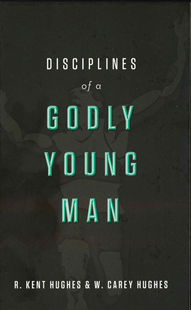 DISCIPLINES
of a
GODLY
YOUNG
MAN
R. KENT HUGHES & W. CAREY HUGHES